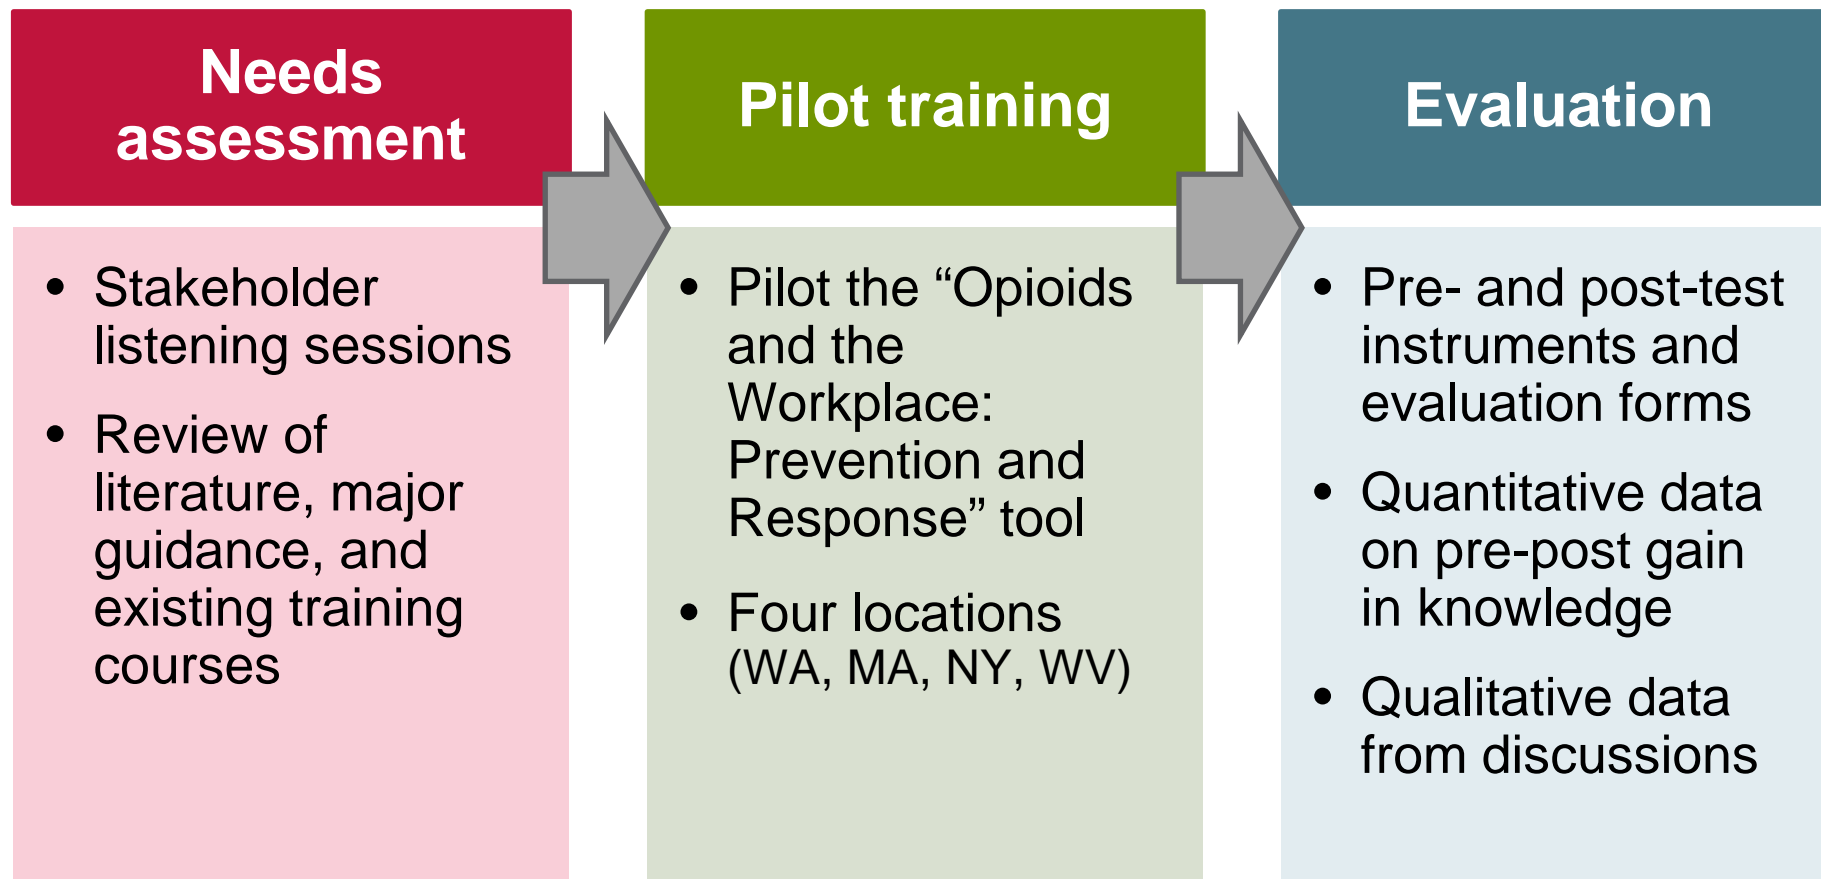 Needs
assessment
• Stakeholder
listening sessions
• Review of
literature, major
guidance, and
existing training
courses
Pilot training
• Pilot the “Opioids
and the
Workplace:
Prevention and
Response” tool
• Four locations
(WA, MA, NY, WV)
Evaluation
• Pre- and post-test
instruments and
evaluation forms
• Quantitative data
on pre-post gain
in knowledge
• Qualitative data
from discussions